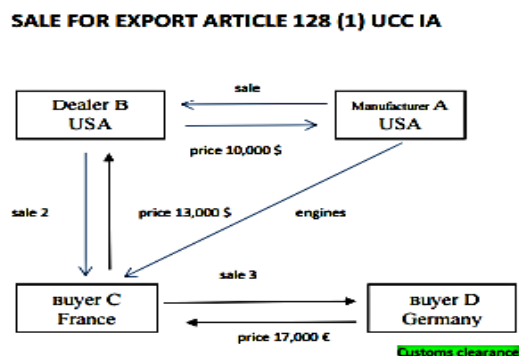 SALE FOR EXPORT ARTICLE 128 (1) UCC IA
sale
Dealer B
USA
Manufacturer A
USA
price 10,000 $
sale 2
price 13,000 $
engines
sale 3
Buyer C
France
Buyer D
Germany
price 17,000 €
Customs clearance